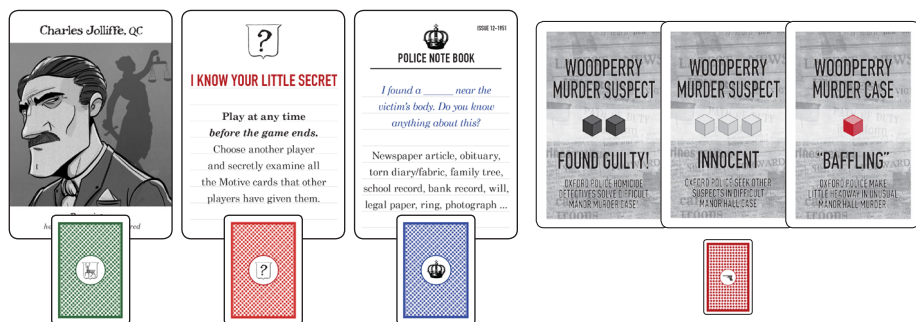 Charles Jolliffe, QC
?
I KNOW YOUR LITTLE SECRET
Play at any time
before the game ends.
Choose another player
and secretly examine all
the Motive cards that other
players have given them.
ISSUE 12-1951
POLICE NOTE BOOK
I found a _____ near the
victim's body. Do you know
anything about this?
Newspaper article, obituary,
torn diary/fabric, family tree,
school record, bank record, will,
legal paper, ring, photograph ...
WOODPERRY
MURDER SUSPECT
FOUND GUILTY!
OXFORD POLICE HOMICIDE
DETECTIVES SOLVE DIFFICULT
MANOR MURDER CASE!
WOODPERRY
MURDER SUSPECT
INNOCENT
OXFORD POLICE SEEK OTHER
SUSPECTS IN DIFFICULT
MANOR HALL CASE
WOODPERRY
MURDER CASE
"BAFFLING"
OXFORD POLICE MAKE
LITTLE HEADWAY IN UNUSUAL
MANOR HALL MURDER
?